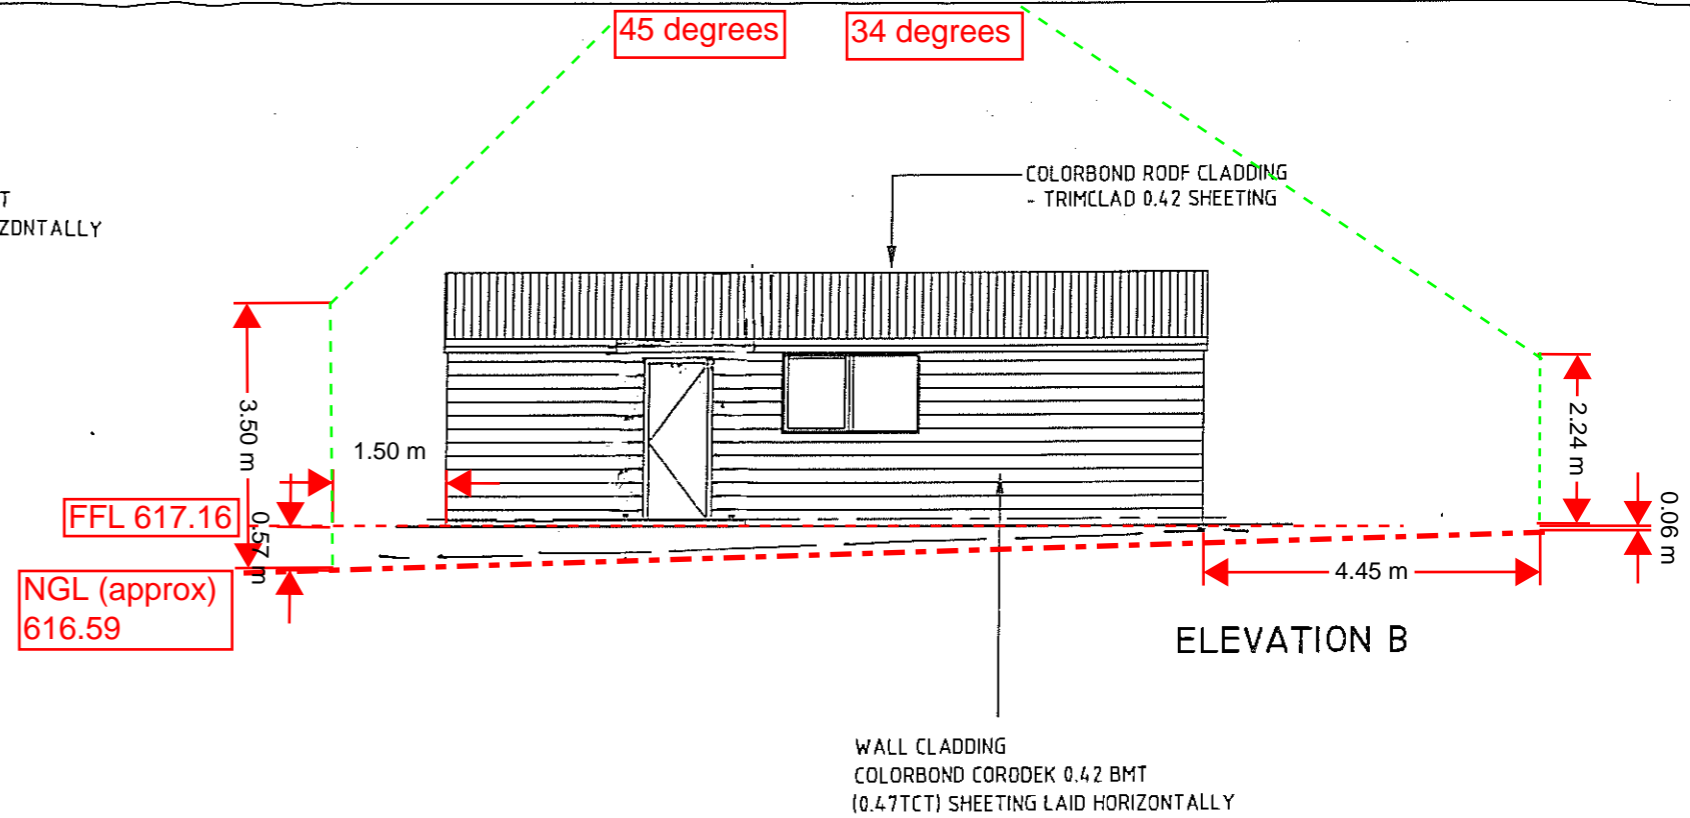 45 degrees
34 degrees
T
ZONTALLY
COLORBOND ROOF CLADDING
- TRIMCLAD 0.42 SHEETING
3.50 m
1.50 m
2.24 m
FFL 617.16
0.57 m
0.06 m
NGL (approx)
616.59
4.45 m
ELEVATION B
WALL CLADDING
COLORBOND CORODEK 0.42 BMT
(0.47TCT) SHEETING LAID HORIZONTALLY